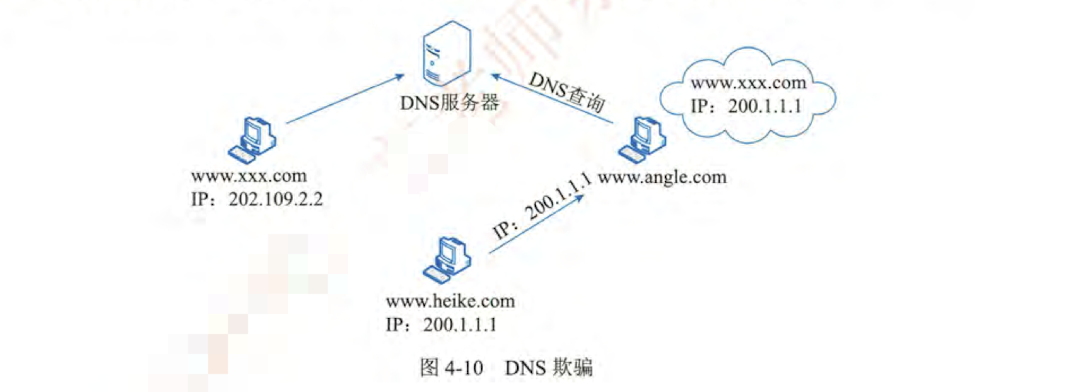 DNS服务器
DNS查询
www.xxx.com
IP：200.1.1.1
www.xxx.com
IP：202.109.2.2
www.angle.com
IP：200.1.1.1
www.heike.com
IP：200.1.1.1
图 4-10 DNS 欺骗